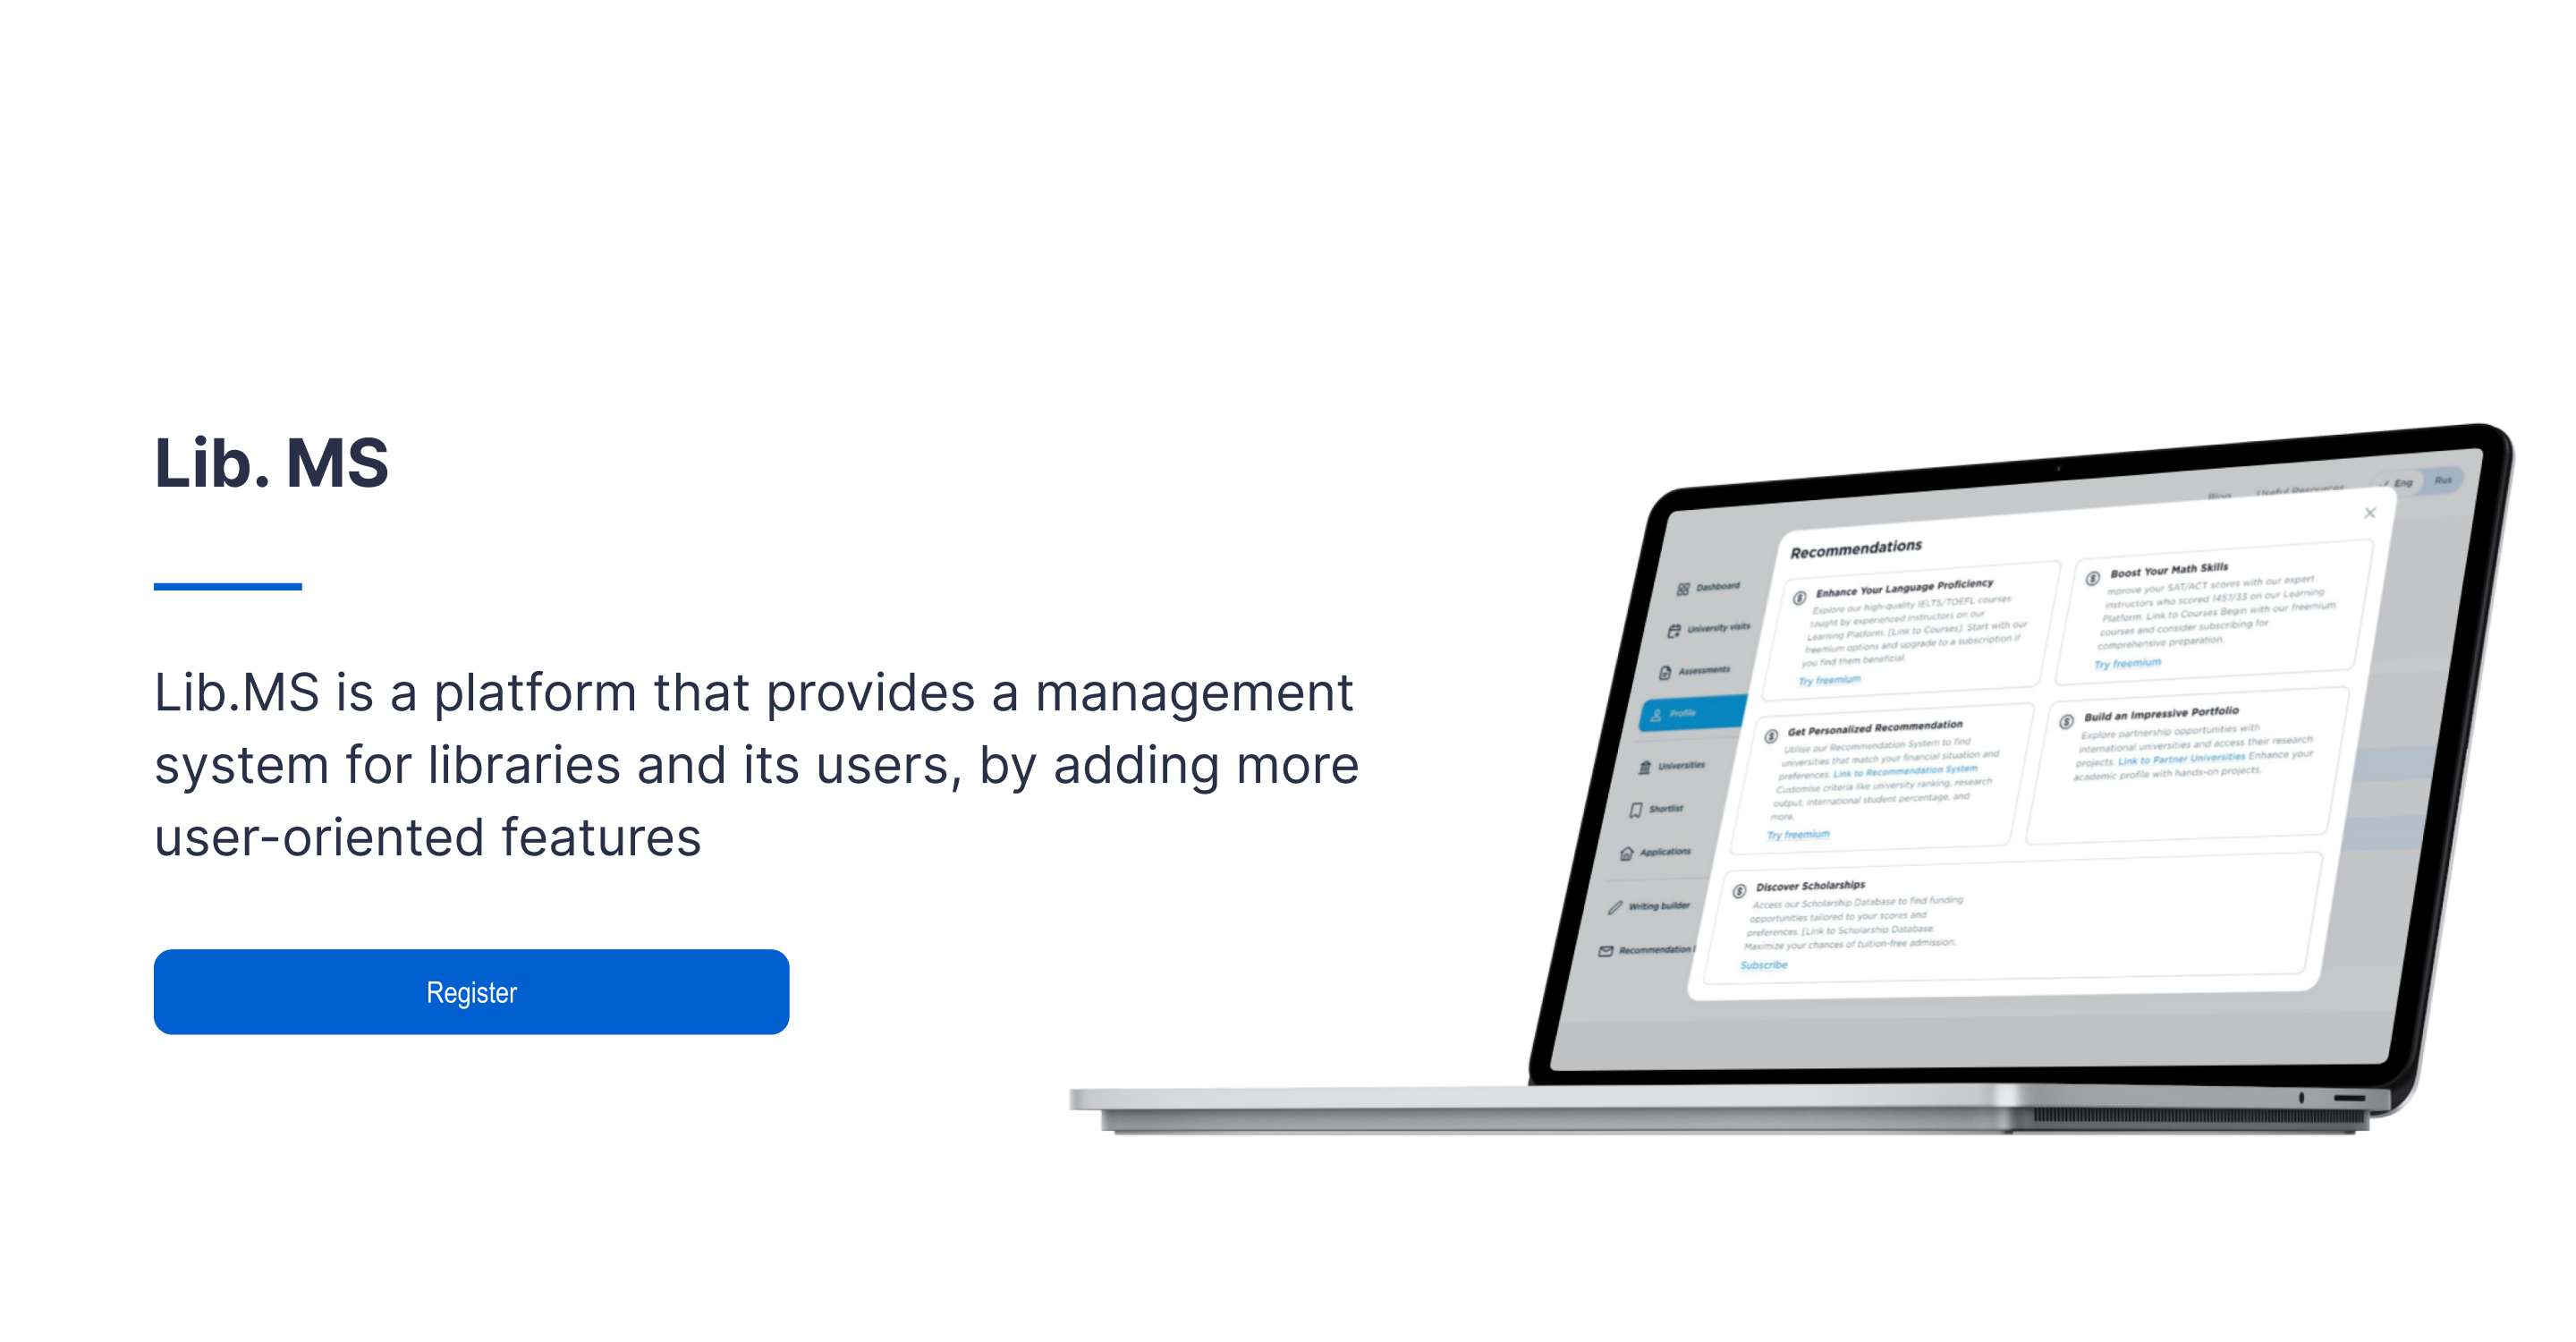 Lib. MS
Lib.MS is a platform that provides a management
system for libraries and its users, by adding more
user-oriented features
Register
Blog
Useful Resources
Eng
Rus
Dashboard
University visits
Assessments
Profile
Universities
Shortlist
Applications
Writing builder
Recommendation
Recommendations
Enhance Your Language Proficiency
Explore our high-quality IELTS/TOEFL courses
taught by experienced instructors on our
Learning Platform. [Link to Courses]. Start with our
freemium options and upgrade to a subscription if
you find them beneficial.
Try freemium
Boost Your Math Skills
mprove your SAT/ACT scores with our expert
instructors who scored 1457/33 on our Learning
Platform. Link to Courses Begin with our freemium
courses and consider subscribing for
comprehensive preparation.
Try freemium
Get Personalized Recommendation
Utilise our Recommendation System to find
universities that match your financial situation and
preferences. Link to Recommendation System
Customise criteria like university ranking, research
output, international student percentage, and
more.
Try freemium
Build an Impressive Portfolio
Explore partnership opportunities with
international universities and access their research
projects. Link to Partner Universities Enhance your
academic profile with hands-on projects.
Discover Scholarships
Access our Scholarship Database to find funding
opportunities tailored to your scores and
preferences. [Link to Scholarship Database.
Maximize your chances of tuition-free admission.
Subscribe